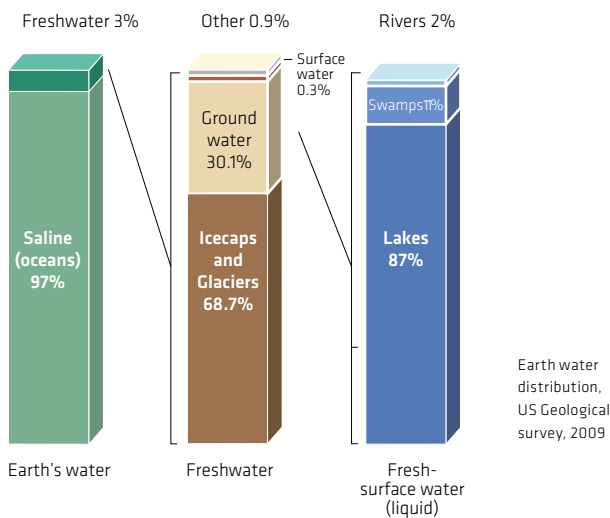 Freshwater 3%
Other 0.9%
Rivers 2%
Surface
water
0.3%
Swamps11%
Ground
water
30.1%
Saline
(oceans)
97%
Icecaps
and
Glaciers
68.7%
Lakes
87%
Earth water
distribution,
US Geological
survey, 2009
Earth's water
Freshwater
Fresh-
surface water
(liquid)